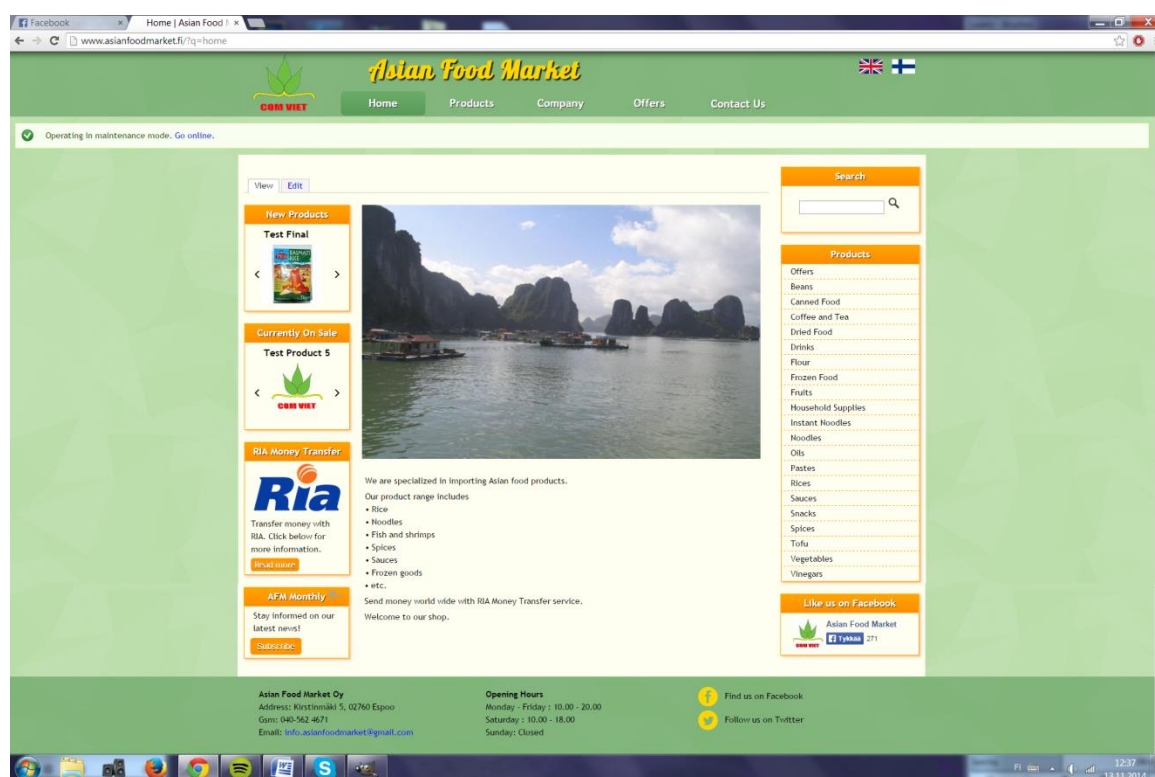 Facebook
Home | Asian Food
www.asianfoodmarket.fi/?q=home
COM VIET
Asian Food Market
Home Products Company Offers Contact Us
Operating in maintenance mode. Go online.
View Edit
New Products
Test Final
BASMATI
RICE
Currently On Sale
Test Product 5
COM VIET
RIA Money Transfer
Ria
Transfer money with
RIA. Click below for
more information.
Read more
AFM Monthly
Stay informed on our
latest news!
Subscribe
We are specialized in importing Asian food products.
Our product range includes
• Rice
• Noodles
• Fish and shrimps
• Spices
• Sauces
• Frozen goods
• etc.
Send money world wide with RIA Money Transfer service.
Welcome to our shop.
Search
Products
Offers
Beans
Canned Food
Coffee and Tea
Dried Food
Drinks
Flour
Frozen Food
Fruits
Household Supplies
Instant Noodles
Noodles
Oils
Pastes
Rices
Sauces
Snacks
Spices
Tofu
Vegetables
Vinegars
Like us on Facebook
Asian Food Market
Tykkää 271
COM VIET
Asian Food Market Oy
Address: Kirstinmäki 5, 02760 Espoo
Gsm: 040-562 4671
Email: info.asianfoodmarket@gmail.com
Opening Hours
Monday - Friday : 10.00 - 20.00
Saturday : 10.00 - 18.00
Sunday: Closed
Find us on Facebook
Follow us on Twitter
FI
12:37
13.11.2014